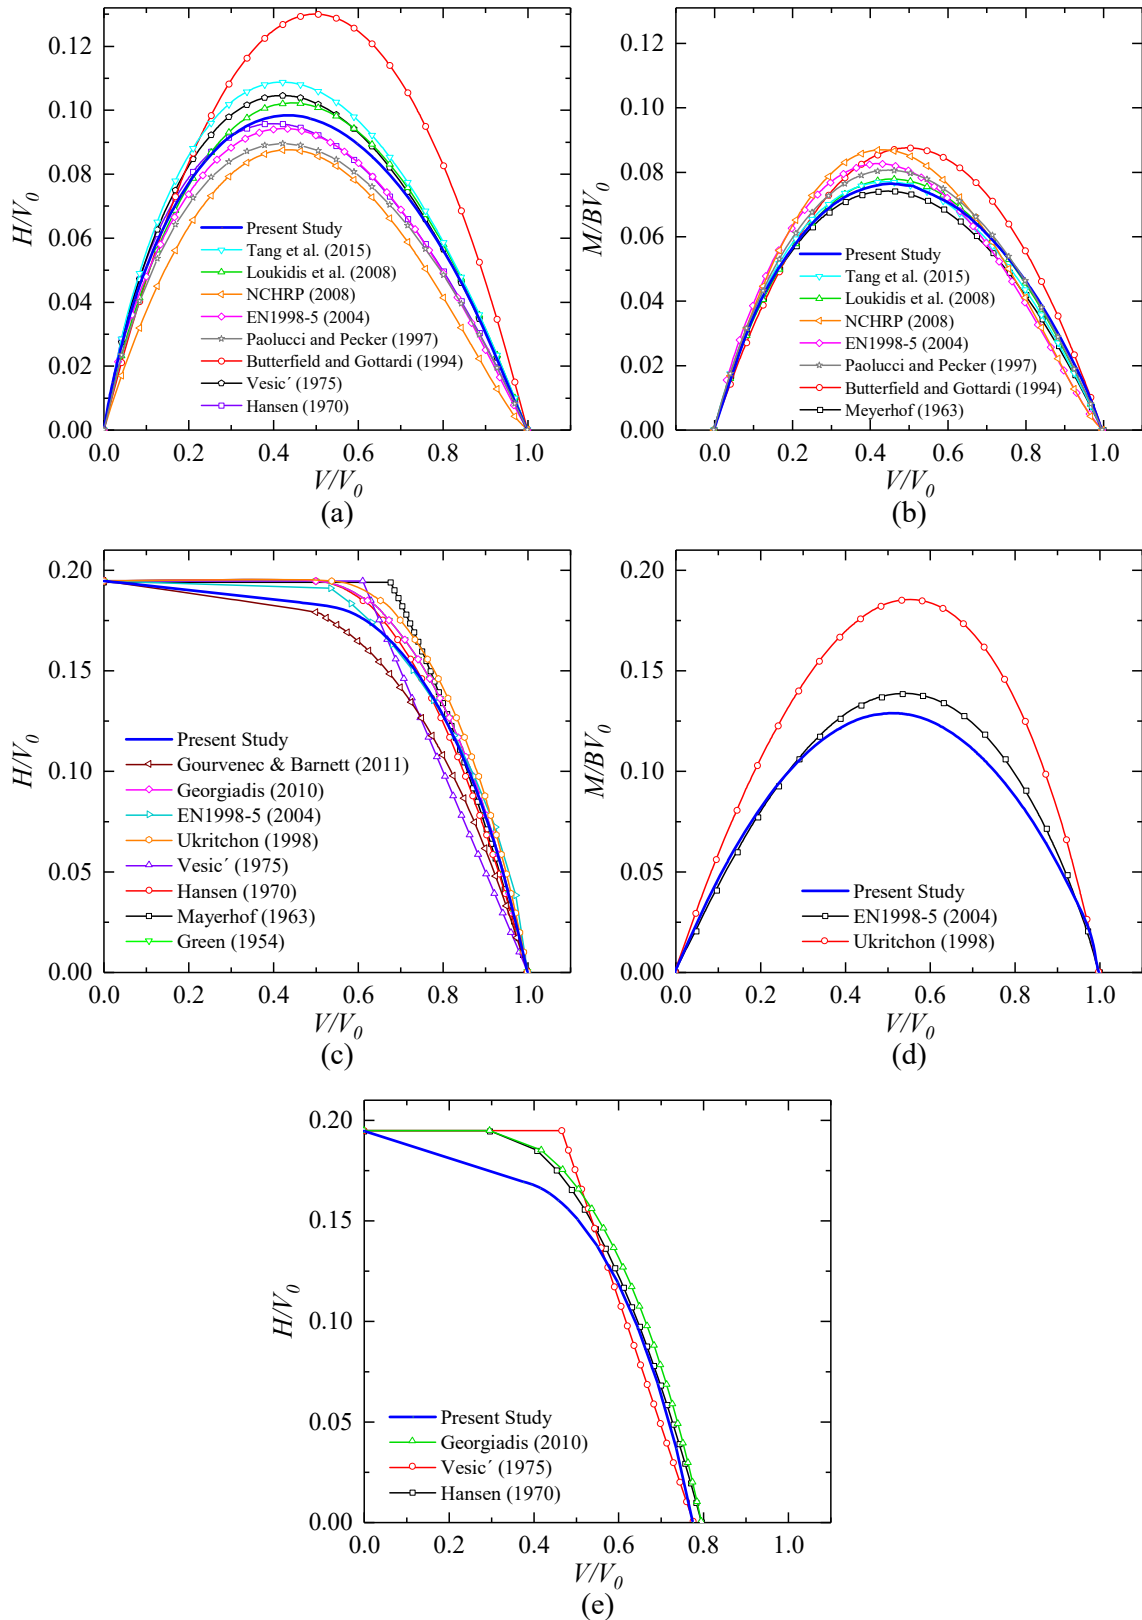 0.12
0.10
0.08
0.06
0.04
0.02
0.00
H/V0
Present Study
Tang et al. (2015)
Loukidis et al. (2008)
NCHRP (2008)
EN1998-5 (2004)
Paolucci and Pecker (1997)
Butterfield and Gottardi (1994)
Vesic´ (1975)
Hansen (1970)
0.0 0.2 0.4 0.6 0.8 1.0
V/V0
(a)
0.12
0.10
0.08
0.06
0.04
0.02
0.00
M/BV0
Present Study
Tang et al. (2015)
Loukidis et al. (2008)
NCHRP (2008)
EN1998-5 (2004)
Paolucci and Pecker (1997)
Butterfield and Gottardi (1994)
Meyerhof (1963)
0.0 0.2 0.4 0.6 0.8 1.0
V/V0
(b)
0.20
0.15
0.10
0.05
0.00
H/V0
Present Study
Gourvenec & Barnett (2011)
Georgiadis (2010)
EN1998-5 (2004)
Ukritchon (1998)
Vesic´ (1975)
Hansen (1970)
Mayerhof (1963)
Green (1954)
0.0 0.2 0.4 0.6 0.8 1.0
V/V0
(c)
0.20
0.15
0.10
0.05
0.00
M/BV0
Present Study
EN1998-5 (2004)
Ukritchon (1998)
0.0 0.2 0.4 0.6 0.8 1.0
V/V0
(d)
0.20
0.15
0.10
0.05
0.00
H/V0
Present Study
Georgiadis (2010)
Vesic´ (1975)
Hansen (1970)
0.0 0.2 0.4 0.6 0.8 1.0
V/V0
(e)